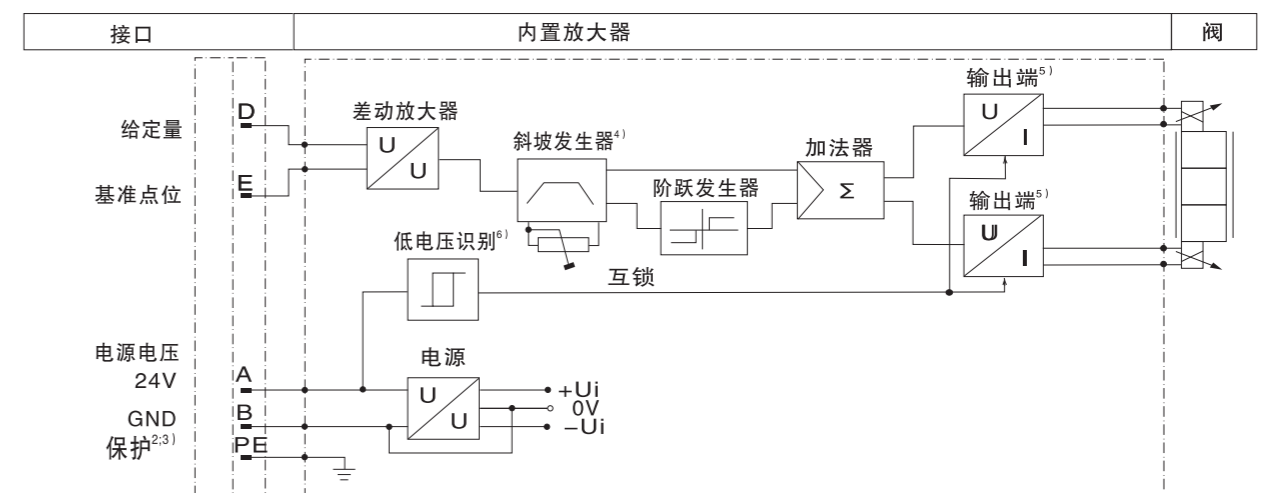 接口
内置放大器
阀
给定量
D
差动放大器
U
U
斜坡发生器4)
阶跃发生器
加法器
Σ
输出端5)
U
I
基准点位
E
输出端5)
U
I
低电压识别6)
互锁
电源电压
24V
A
电源
U
U
+Ui
0V
-Ui
GND
B
保护2;3)
PE